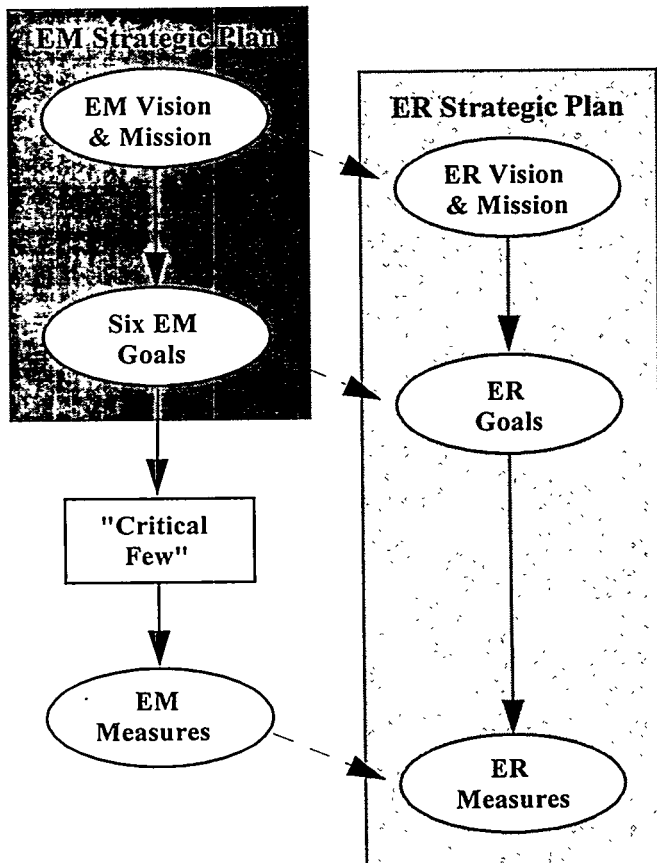 EM Strategic Plan
EM Vision
& Mission
Six EM
Goals
"Critical
Few"
EM
Measures
ER Strategic Plan
ER Vision
& Mission
ER
Goals
ER
Measures